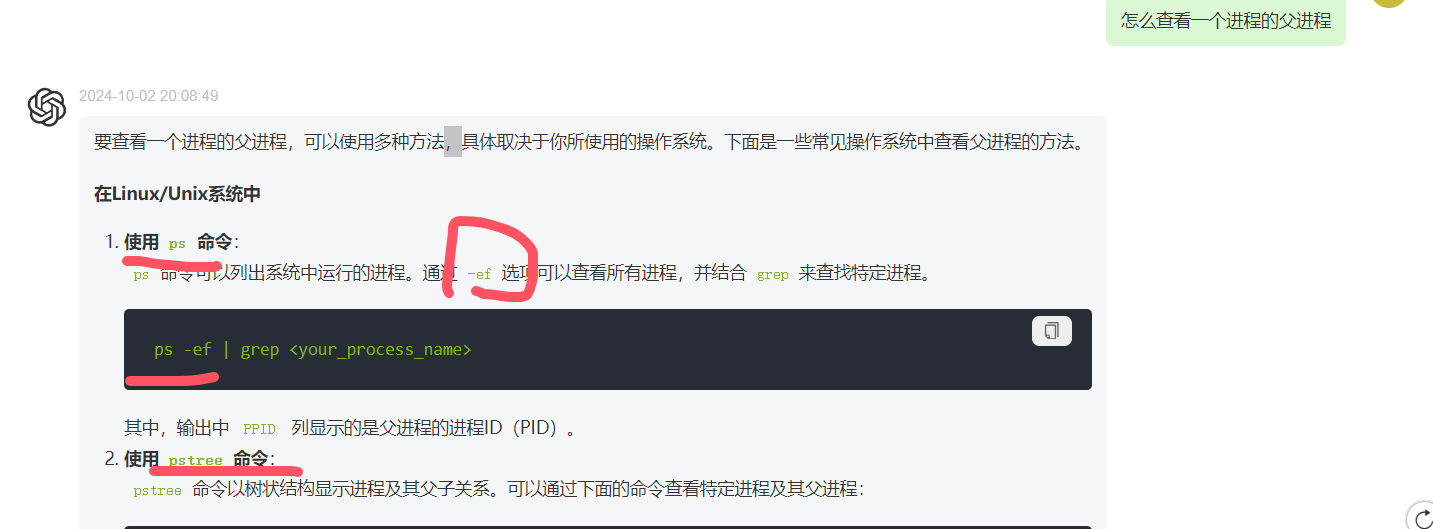 怎么查看一个进程的父进程
2024-10-02 20:08:49
要查看一个进程的父进程，可以使用多种方法，具体取决于你所使用的操作系统。下面是一些常见操作系统中查看父进程的方法。
在Linux/Unix系统中
1. 使用 ps 命令：
ps 命令可以列出系统中运行的进程。通过 -ef 选项可以查看所有进程，并结合 grep 来查找特定进程。
ps -ef | grep <your_process_name>
其中，输出中 PPID 列显示的是父进程的进程ID（PID）。
2. 使用 pstree 命令：
pstree 命令以树状结构显示进程及其父子关系。可以通过下面的命令查看特定进程及其父进程：